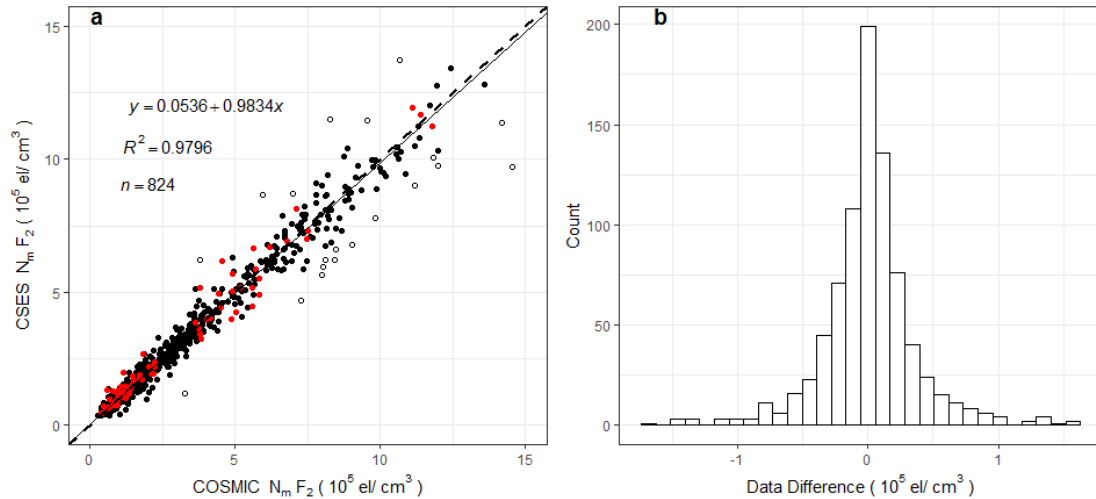 a
y = 0.0536 + 0.9834x
R² = 0.9796
n = 824
CSES NₘF₂ ( 10⁵ el/ cm³ )
15
10
5
0
0 5 10 15
COSMIC NₘF₂ ( 10⁵ el/ cm³ )
b
Count
200
150
100
50
0
-1 0 1
Data Difference ( 10⁵ el/ cm³ )